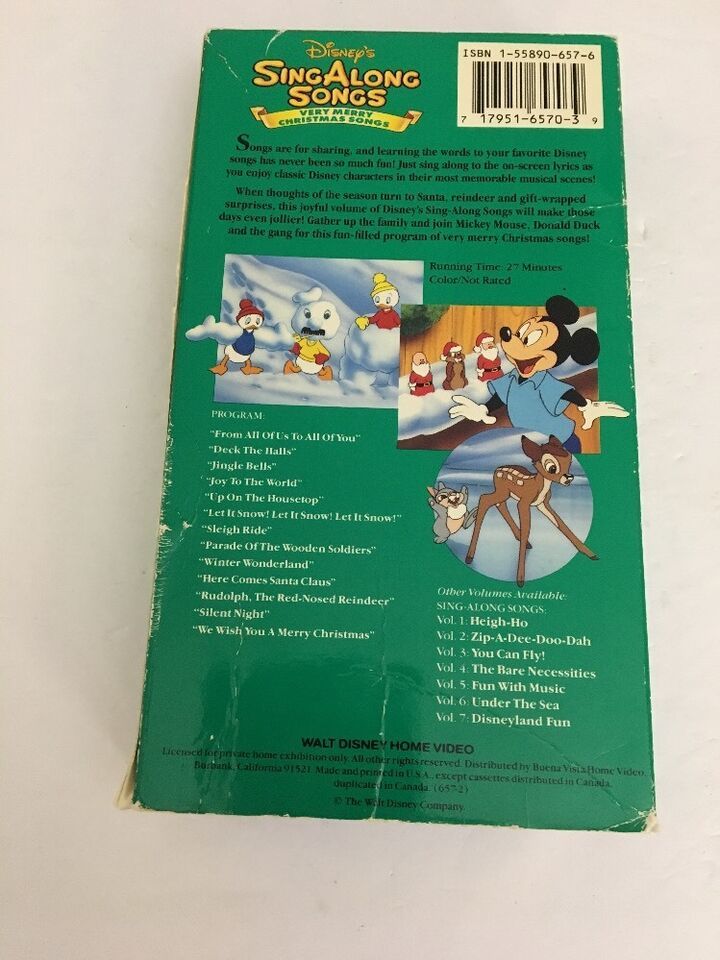 DISNEY'S
SING ALONG
SONGS
VERY MERRY
CHRISTMAS SONGS
ISBN 1-55890-657-6
7 17951-6570-3 9
Songs are for sharing, and learning the words to your favorite Disney
songs has never been so much fun! Just sing along to the on-screen lyrics as
you enjoy classic Disney characters in their most memorable musical scenes!
When thoughts of the season turn to Santa, reindeer and gift-wrapped
surprises, this joyful volume of Disney's Sing-Along Songs will make those
days even jollier! Gather up the family and join Mickey Mouse, Donald Duck
and the gang for this fun-filled program of very merry Christmas songs!
Running Time: 27 Minutes
Color/Not Rated
PROGRAM:
"From All Of Us To All Of You"
"Deck The Halls"
"Jingle Bells"
"Joy To The World"
"Up On The Housetop"
"Let It Snow! Let It Snow! Let It Snow!"
"Sleigh Ride"
"Parade Of The Wooden Soldiers"
"Winter Wonderland"
"Here Comes Santa Claus"
"Rudolph, The Red-Nosed Reindeer"
"Silent Night"
"We Wish You A Merry Christmas"
Other Volumes Available:
SING-ALONG SONGS:
Vol. 1: Heigh-Ho
Vol. 2: Zip-A-Dee-Doo-Dah
Vol. 3: You Can Fly!
Vol. 4: The Bare Necessities
Vol. 5: Fun With Music
Vol. 6: Under The Sea
Vol. 7: Disneyland Fun
WALT DISNEY HOME VIDEO
Licensed for private home exhibition only. All other rights reserved. Distributed by Buena Vista Home Video,
Burbank, California 91521. Made and printed in U.S.A., except cassettes distributed in Canada,
duplicated in Canada. (657-2)
© The Walt Disney Company.